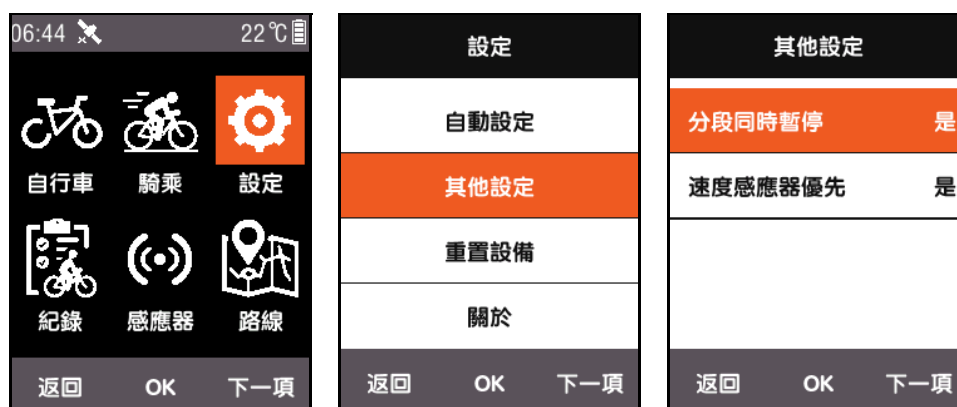 06:44 22℃
自行車 騎乘 設定
紀錄 感應器 路線
返回 OK 下一項
設定
自動設定
其他設定
重置設備
關於
返回 OK 下一項
其他設定
分段同時暫停 是
速度感應器優先 是
返回 OK 下一項